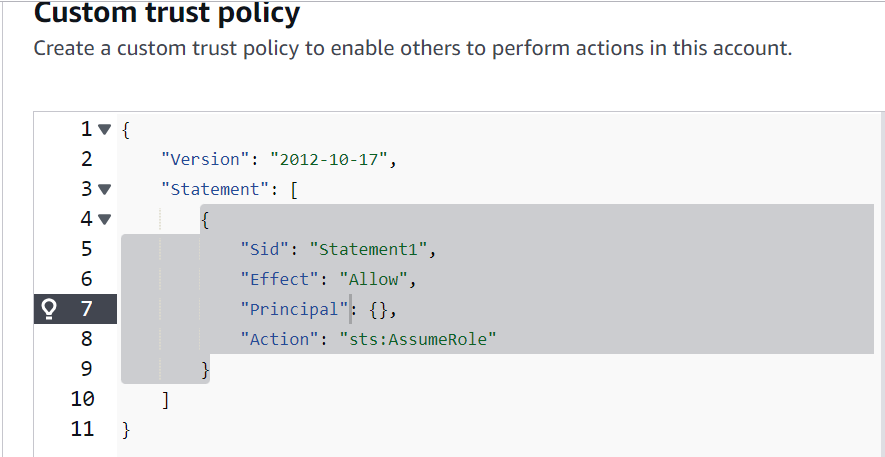 Custom trust policy
Create a custom trust policy to enable others to perform actions in this account.
1 {
2 "Version": "2012-10-17",
3 "Statement": [
4 {
5 "Sid": "Statement1",
6 "Effect": "Allow",
7 "Principal": {},
8 "Action": "sts:AssumeRole"
9 }
10 ]
11 }